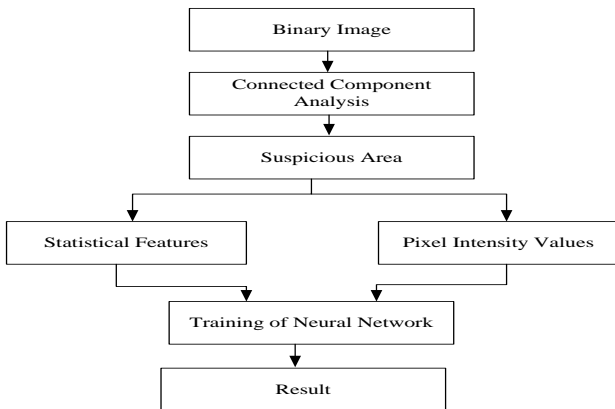 Binary Image
Connected Component
Analysis
Suspicious Area
Statistical Features
Pixel Intensity Values
Training of Neural Network
Result